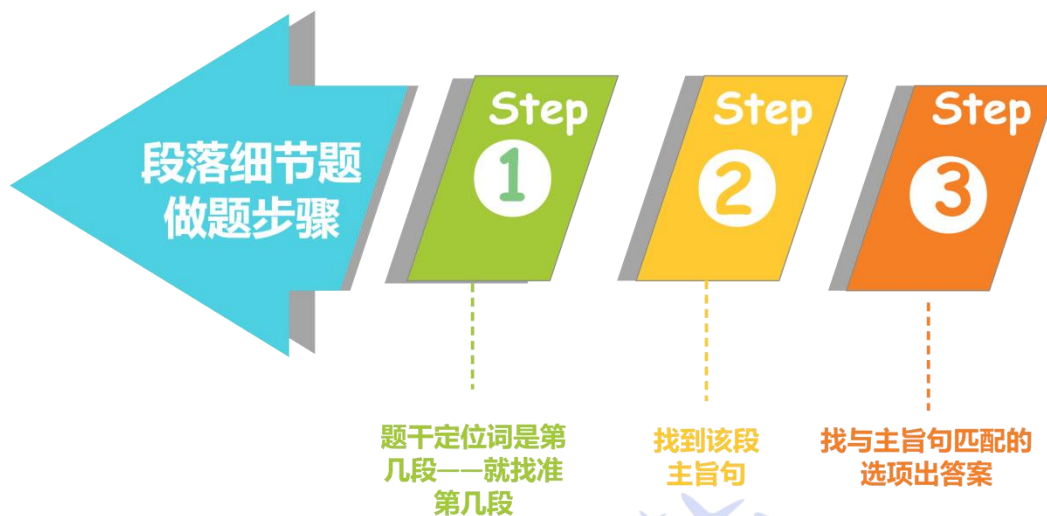 段落细节题
做题步骤
Step
1
Step
2
Step
3
题干定位词是第
几段——就找准
第几段
找到该段
主旨句
找与主旨句匹配的
选项出答案